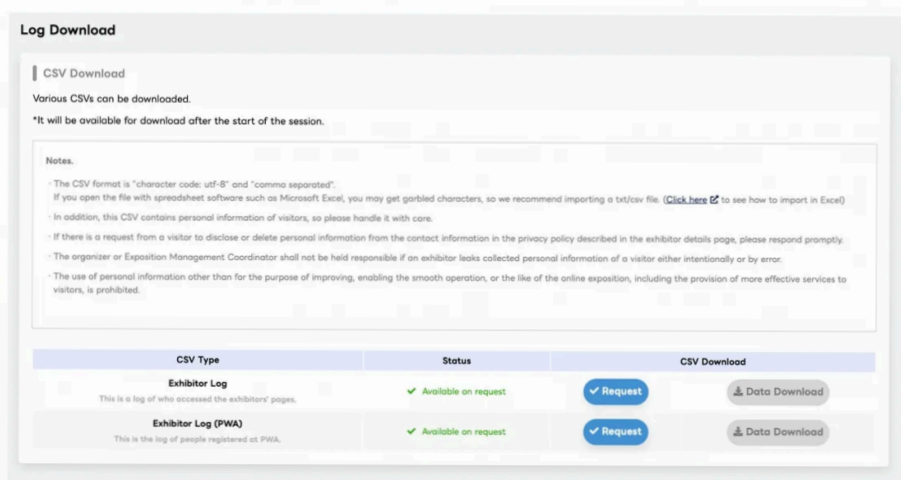 Log Download
CSV Download
Various CSVs can be downloaded.
*It will be available for download after the start of the session.
Notes.
· The CSV format is "character code: utf-8" and "comma separated".
If you open the file with spreadsheet software such as Microsoft Excel, you may get garbled characters, so we recommend importing a txt/csv file. (Click here to see how to import in Excel)
· In addition, this CSV contains personal information of visitors, so please handle it with care.
· If there is a request from a visitor to disclose or delete personal information from the contact information in the privacy policy described in the exhibitor details page, please respond promptly.
· The organizer or Exposition Management Coordinator shall not be held responsible if an exhibitor leaks collected personal information of a visitor either intentionally or by error.
· The use of personal information other than for the purpose of improving, enabling the smooth operation, or the like of the online exposition, including the provision of more effective services to
visitors, is prohibited.
CSV Type Status CSV Download
Exhibitor Log
This is a log of who accessed the exhibitors' pages.
Available on request Request Data Download
Exhibitor Log (PWA)
This is the log of people registered at PWA.
Available on request Request Data Download